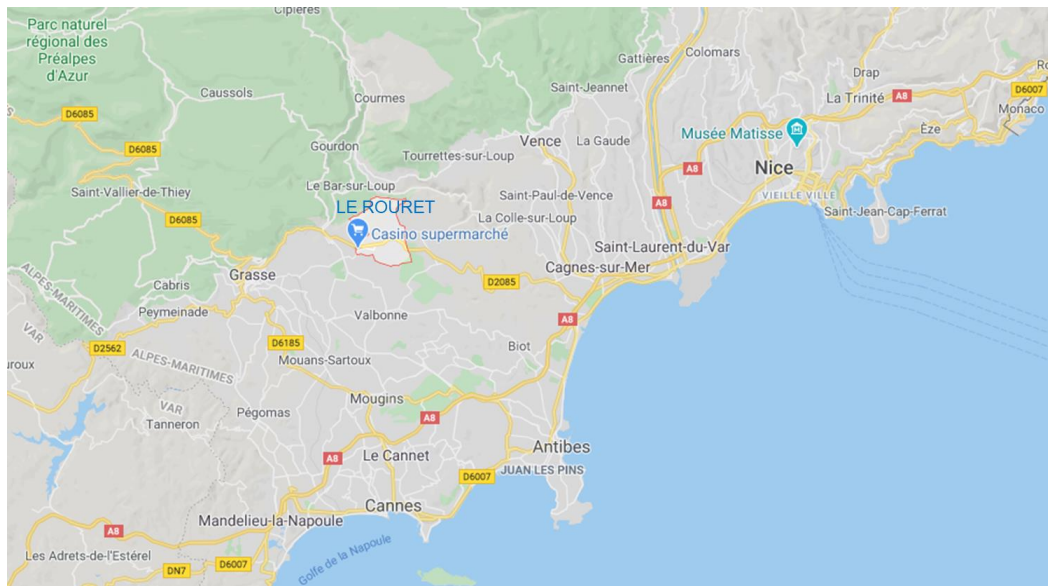 Cipières
Parc naturel
régional des
Préalpes
d'Azur
Gattières
Colomars
Drap
D6007
Caussols
Courmes
Saint-Jeannet
La Trinité
A8
Monaco
D6085
Èze
Musée Matisse
D6085
Gourdon
Tourrettes-sur-Loup
Vence
La Gaude
A8
Nice
Saint-Vallier-de-Thiey
Le Bar-sur-Loup
Saint-Paul-de-Vence
VIEILLE VILLE
LE ROURET
A8
Saint-Jean-Cap-Ferrat
D6085
La Colle-sur-Loup
Casino supermarché
Saint-Laurent-du-Var
Grasse
Cagnes-sur-Mer
D2085
Cabris
ALPES-MARITIMES
VAR
Peymeinade
Valbonne
A8
D6185
Biot
D2562
ALPES-MARITIMES
VAR
Mouans-Sartoux
Mougins
Pégomas
A8
Tanneron
Antibes
Le Cannet
A8
D6007
JUAN LES PINS
Cannes
Mandelieu-la-Napoule
A8
Les Adrets-de-l'Estérel
DN7
D6007
Golfe de la Napoule